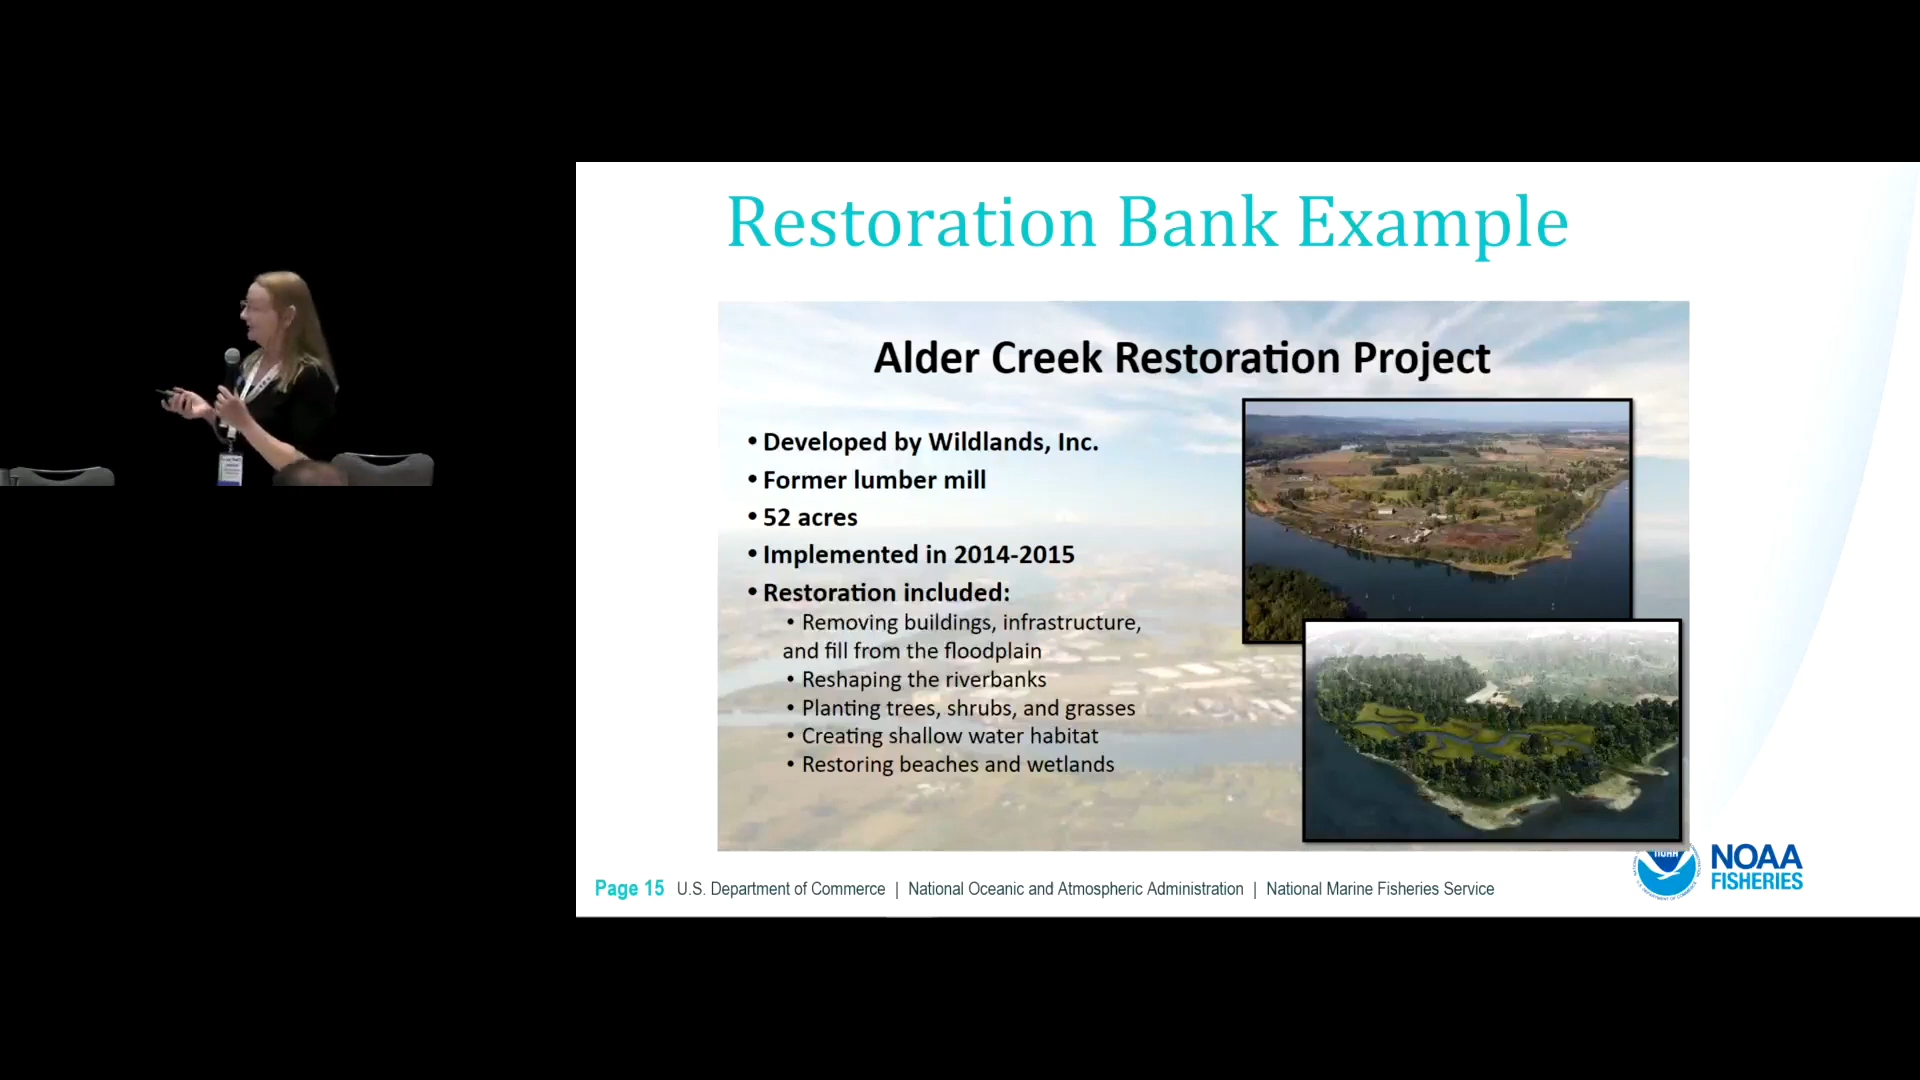 Restoration Bank Example
Alder Creek Restoration Project
• Developed by Wildlands, Inc.
• Former lumber mill
• 52 acres
• Implemented in 2014-2015
• Restoration included:
• Removing buildings, infrastructure,
and fill from the floodplain
• Reshaping the riverbanks
• Planting trees, shrubs, and grasses
• Creating shallow water habitat
• Restoring beaches and wetlands
NOAA
NOAA
FISHERIES
Page 15 U.S. Department of Commerce | National Oceanic and Atmospheric Administration | National Marine Fisheries Service